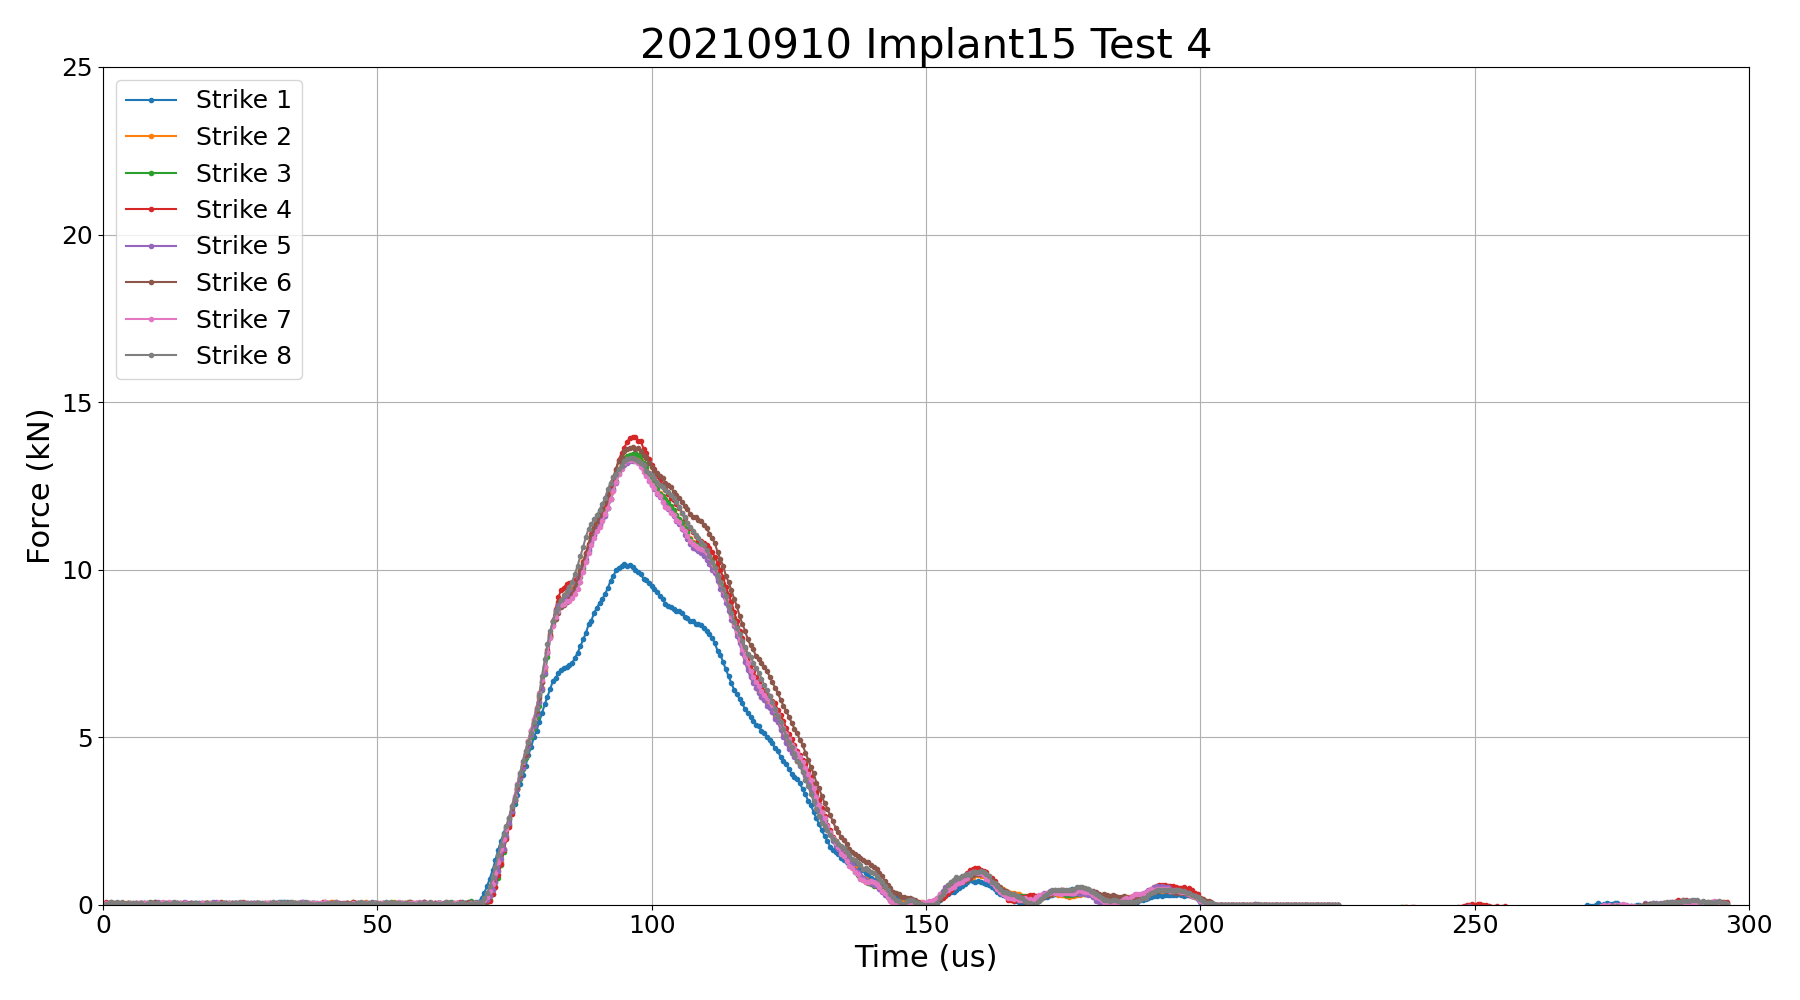 20210910 Implant15 Test 4
25
20
15
10
5
0
Force (kN)
Strike 1
Strike 2
Strike 3
Strike 4
Strike 5
Strike 6
Strike 7
Strike 8
0 50 100 150 200 250 300
Time (us)